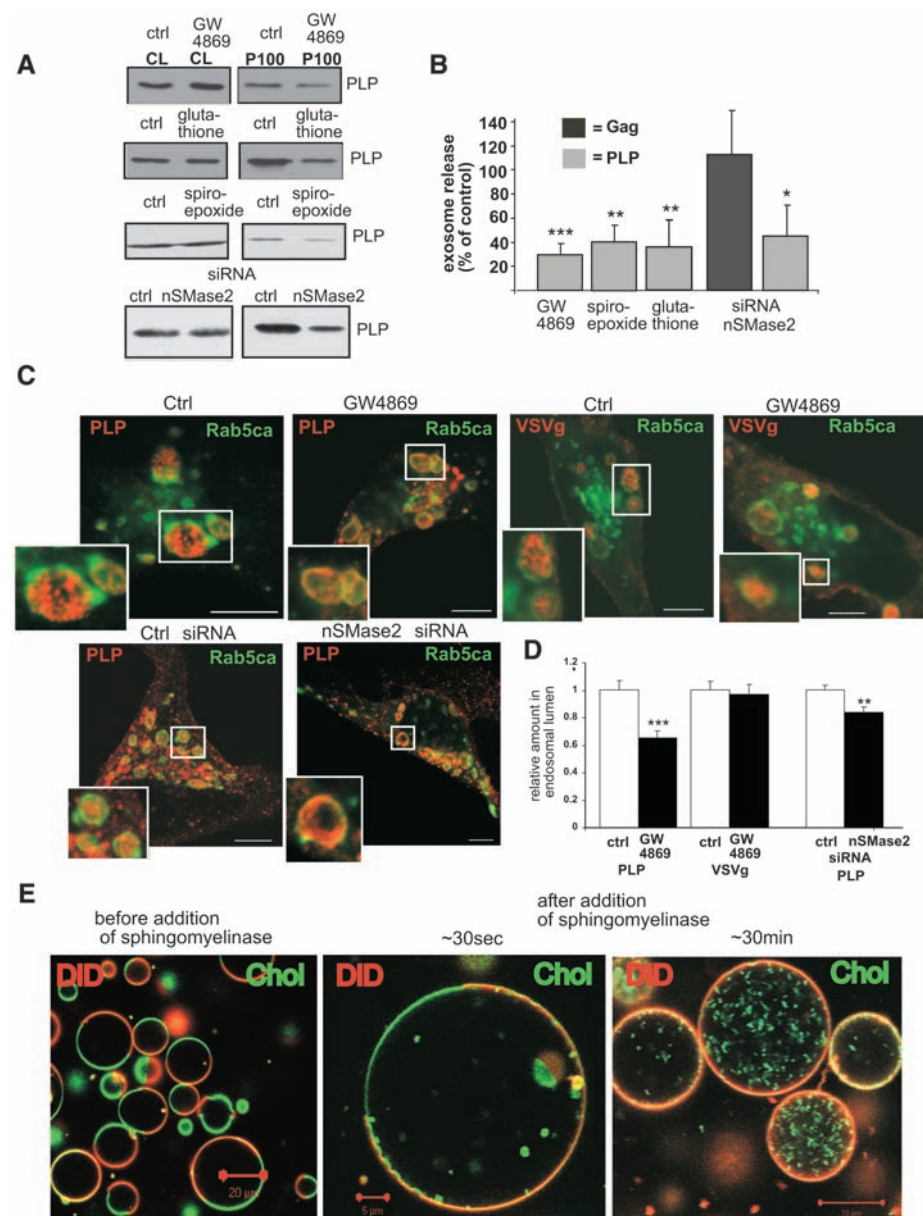 A
ctrl GW 4869 ctrl GW 4869
CL CL P100 P100
PLP
ctrl gluta-thione ctrl gluta-thione
PLP
ctrl spiro-epoxide ctrl spiro-epoxide
PLP
siRNA
ctrl nSMase2 ctrl nSMase2
PLP
B
exosome release
(% of control)
140
120
100
80
60
40
20
= Gag
= PLP
***
**
**
*
GW 4869
spiro-epoxide
gluta-thione
siRNA
nSMase2
C
Ctrl
PLP Rab5ca
GW4869
PLP Rab5ca
Ctrl
VSVg Rab5ca
GW4869
VSVg Rab5ca
Ctrl siRNA
PLP Rab5ca
nSMase2 siRNA
PLP Rab5ca
D
relative amount in
endosomal lumen
1.2
1
0.8
0.6
0.4
0.2
0
***
**
ctrl GW 4869
PLP
ctrl GW 4869
VSVg
ctrl nSMase2
siRNA
PLP
E
before addition
of sphingomyelinase
after addition
of sphingomyelinase
~30sec
~30min
DID Chol
20 µm
DID Chol
5 µm
DID Chol
10 µm